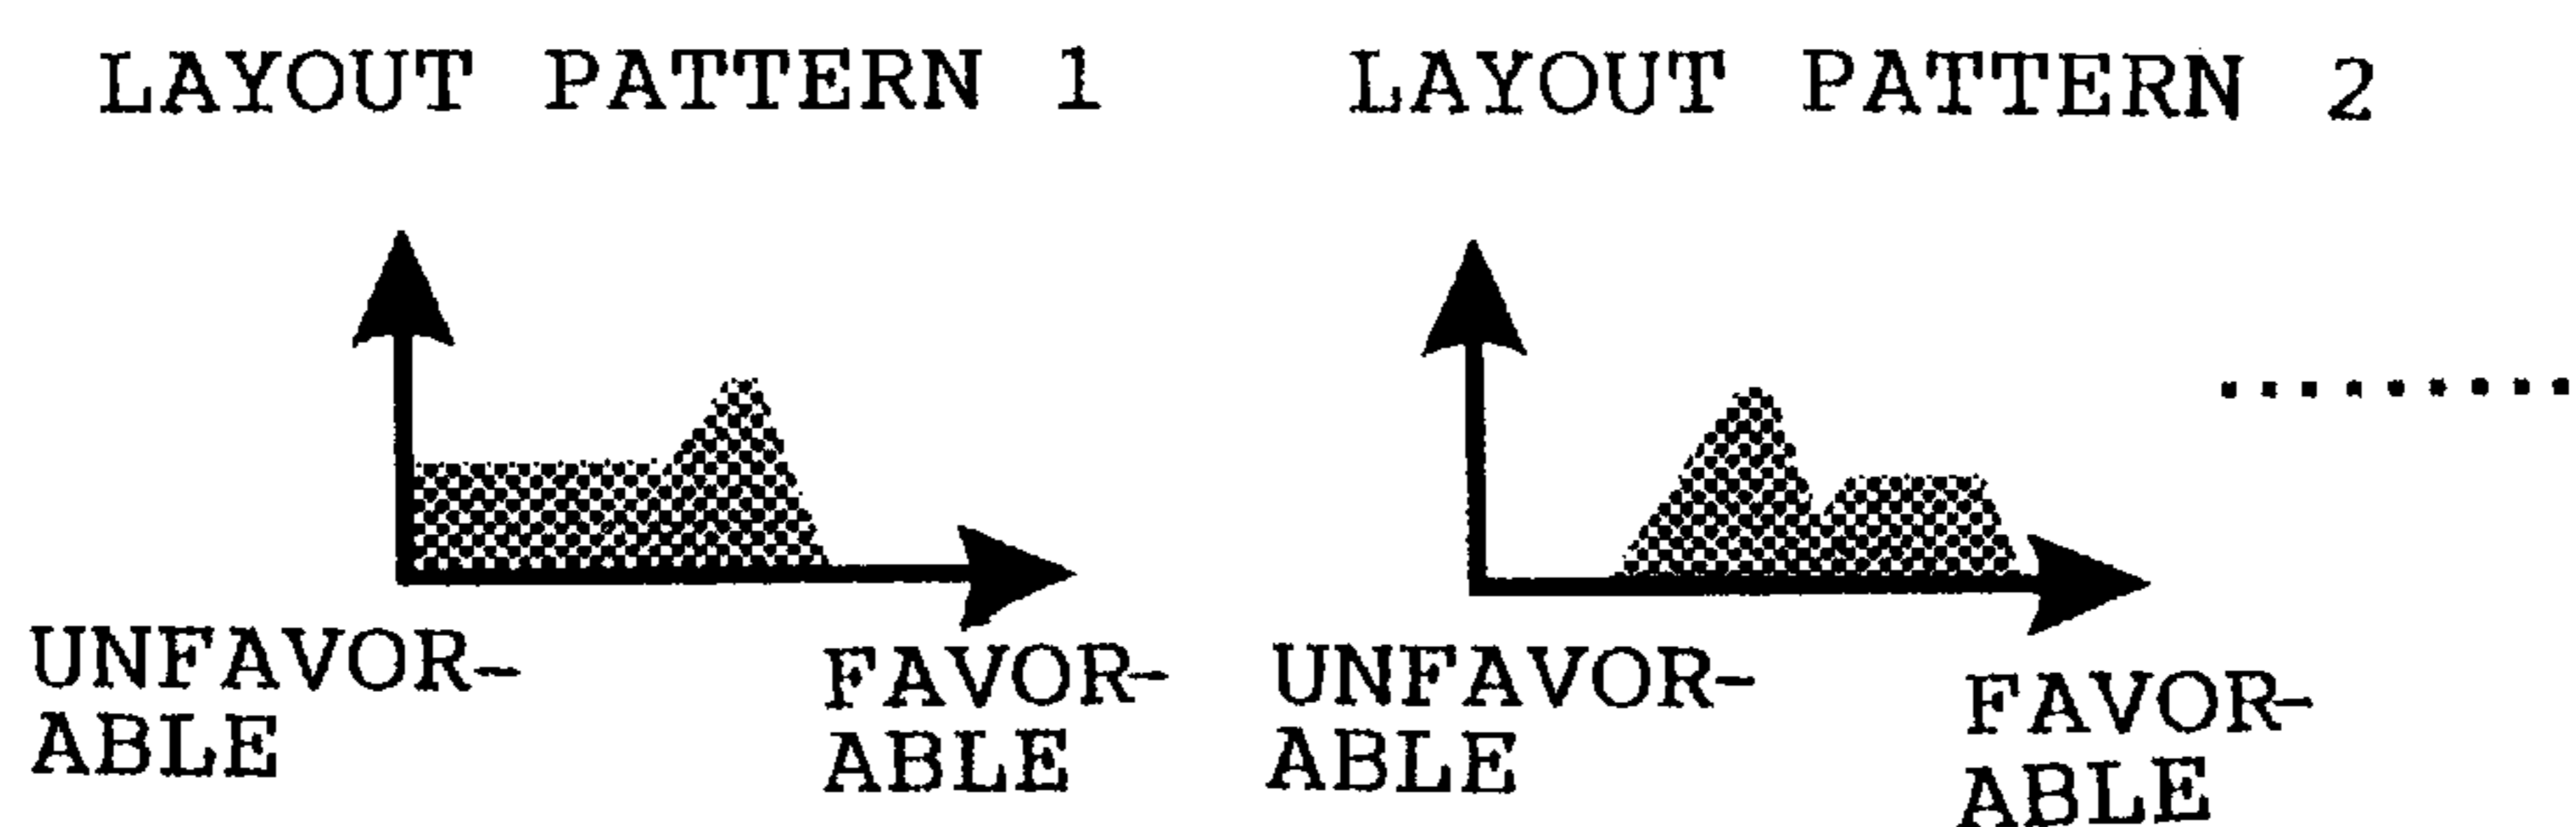 LAYOUT PATTERN 1
LAYOUT PATTERN 2
UNFAVOR-
ABLE
FAVOR-
ABLE
UNFAVOR-
ABLE
FAVOR-
ABLE